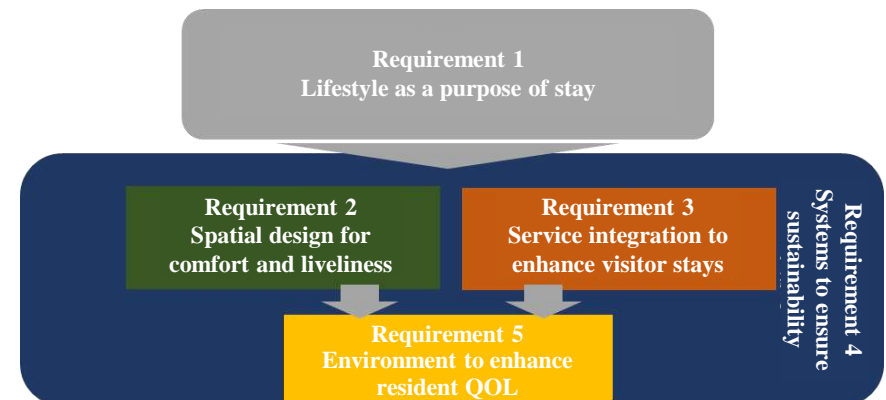 Requirement 1
Lifestyle as a purpose of stay
Requirement 2
Spatial design for
comfort and liveliness
Requirement 3
Service integration to
enhance visitor stays
Requirement 4
Systems to ensure
sustainability
Requirement 5
Environment to enhance
resident QOL